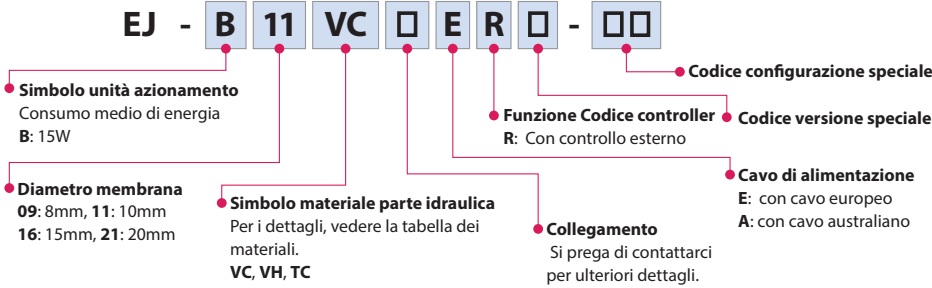 EJ - B 11 VC □ E R □ - □□
Codice configurazione speciale
Simbolo unità azionamento
Consumo medio di energia
B: 15W
Funzione Codice controller
R: Con controllo esterno
Codice versione speciale
Diametro membrana
09: 8mm, 11: 10mm
16: 15mm, 21: 20mm
Simbolo materiale parte idraulica
Per i dettagli, vedere la tabella dei
materiali.
VC, VH, TC
Collegamento
Si prega di contattarci
per ulteriori dettagli.
Cavo di alimentazione
E: con cavo europeo
A: con cavo australiano